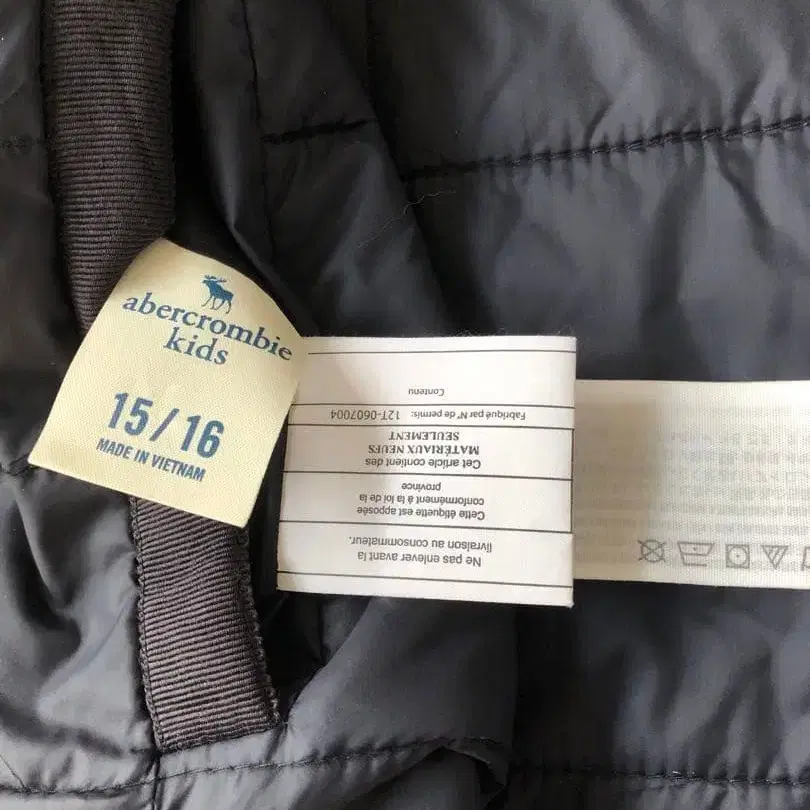 abercrombie
kids
15/16
MADE IN VIETNAM
Ne pas enlever avant la
livraison au consommateur.
Cette étiquette est apposée
conformément à la loi de la
province
Cet article contient des
MATÉRIAUX NEUFS
SEULEMENT
Fabriqué par N° de permis: 12T-0607004
Contenu